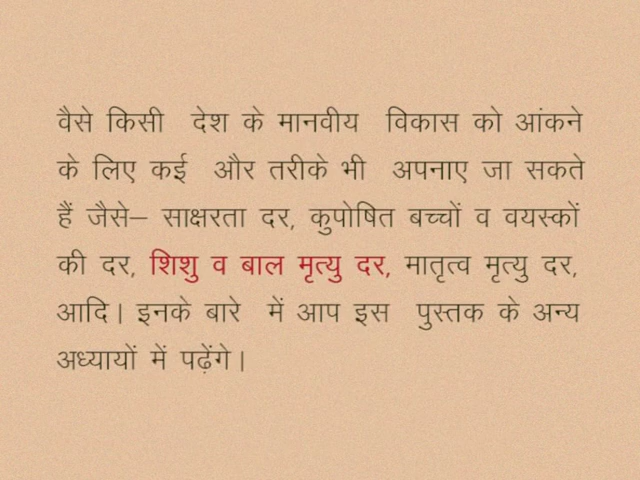 वैसे किसी देश के मानवीय विकास को आंकने
के लिए कई और तरीके भी अपनाए जा सकते
हैं जैसे– साक्षरता दर, कुपोषित बच्चों व वयस्कों
की दर, शिशु व बाल मृत्यु दर, मातृत्व मृत्यु दर,
आदि। इनके बारे में आप इस पुस्तक के अन्य
अध्यायों में पढ़ेंगे।